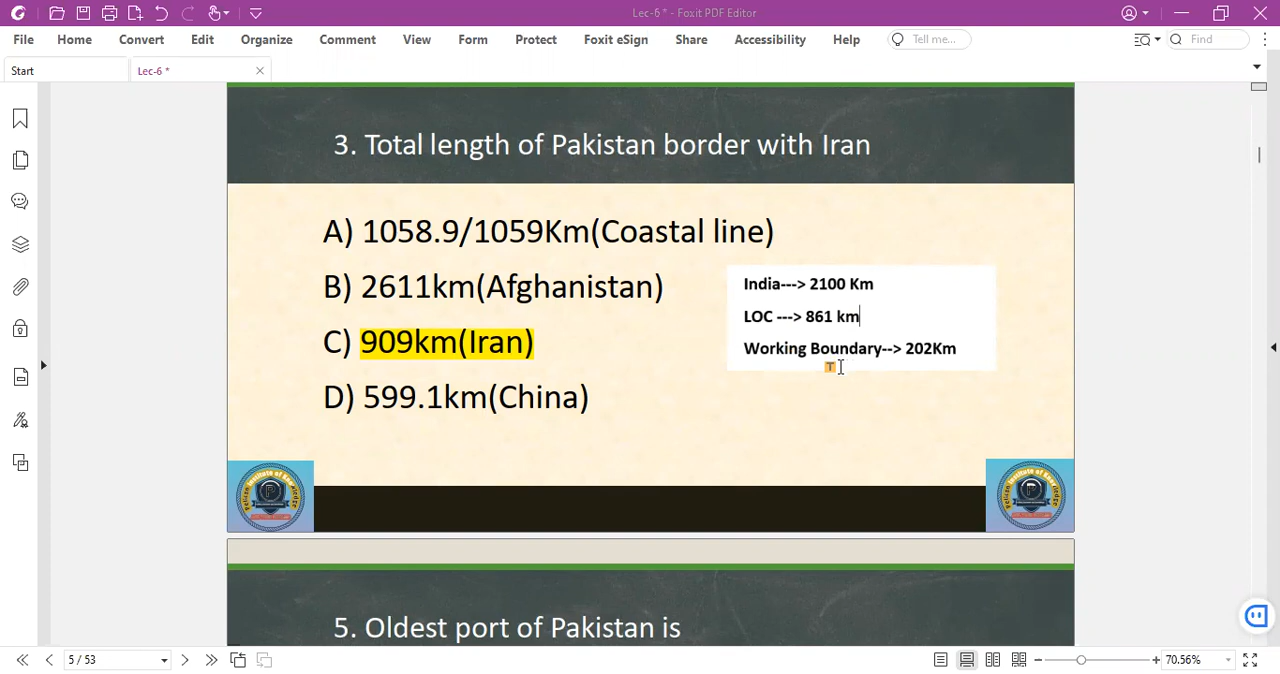 Lec-6 * - Foxit PDF Editor
File Home Convert Edit Organize Comment View Form Protect Foxit eSign Share Accessibility Help Tell me... Find
Start Lec-6 *
3. Total length of Pakistan border with Iran
A) 1058.9/1059Km(Coastal line)
B) 2611km(Afghanistan)
C) 909km(Iran)
D) 599.1km(China)
India---> 2100 Km
LOC ---> 861 km
Working Boundary--> 202Km
T
5. Oldest port of Pakistan is
5 / 53
70.56%